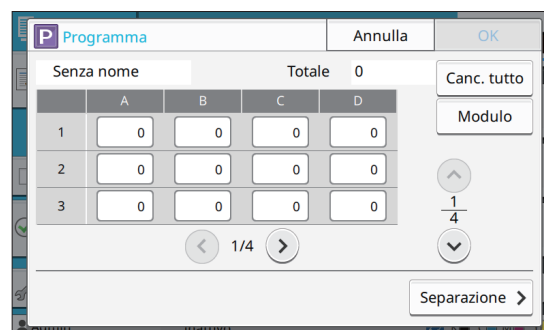 P Programma Annulla OK
Senza nome Totale 0 Canc. tutto
A B C D Modulo
1 0 0 0 0
2 0 0 0 0
3 0 0 0 0
1/4
1
4
Separazione